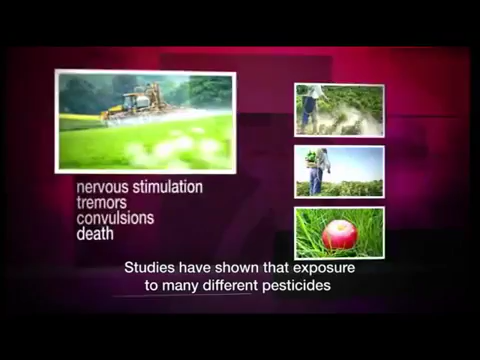 nervous stimulation
tremors
convulsions
death
Studies have shown that exposure
to many different pesticides